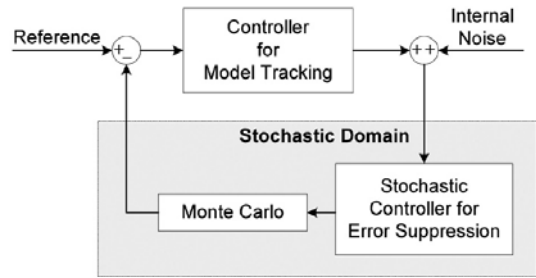 Reference
+
−
Controller
for
Model Tracking
++
Internal
Noise
Stochastic Domain
Monte Carlo
Stochastic
Controller for
Error Suppression